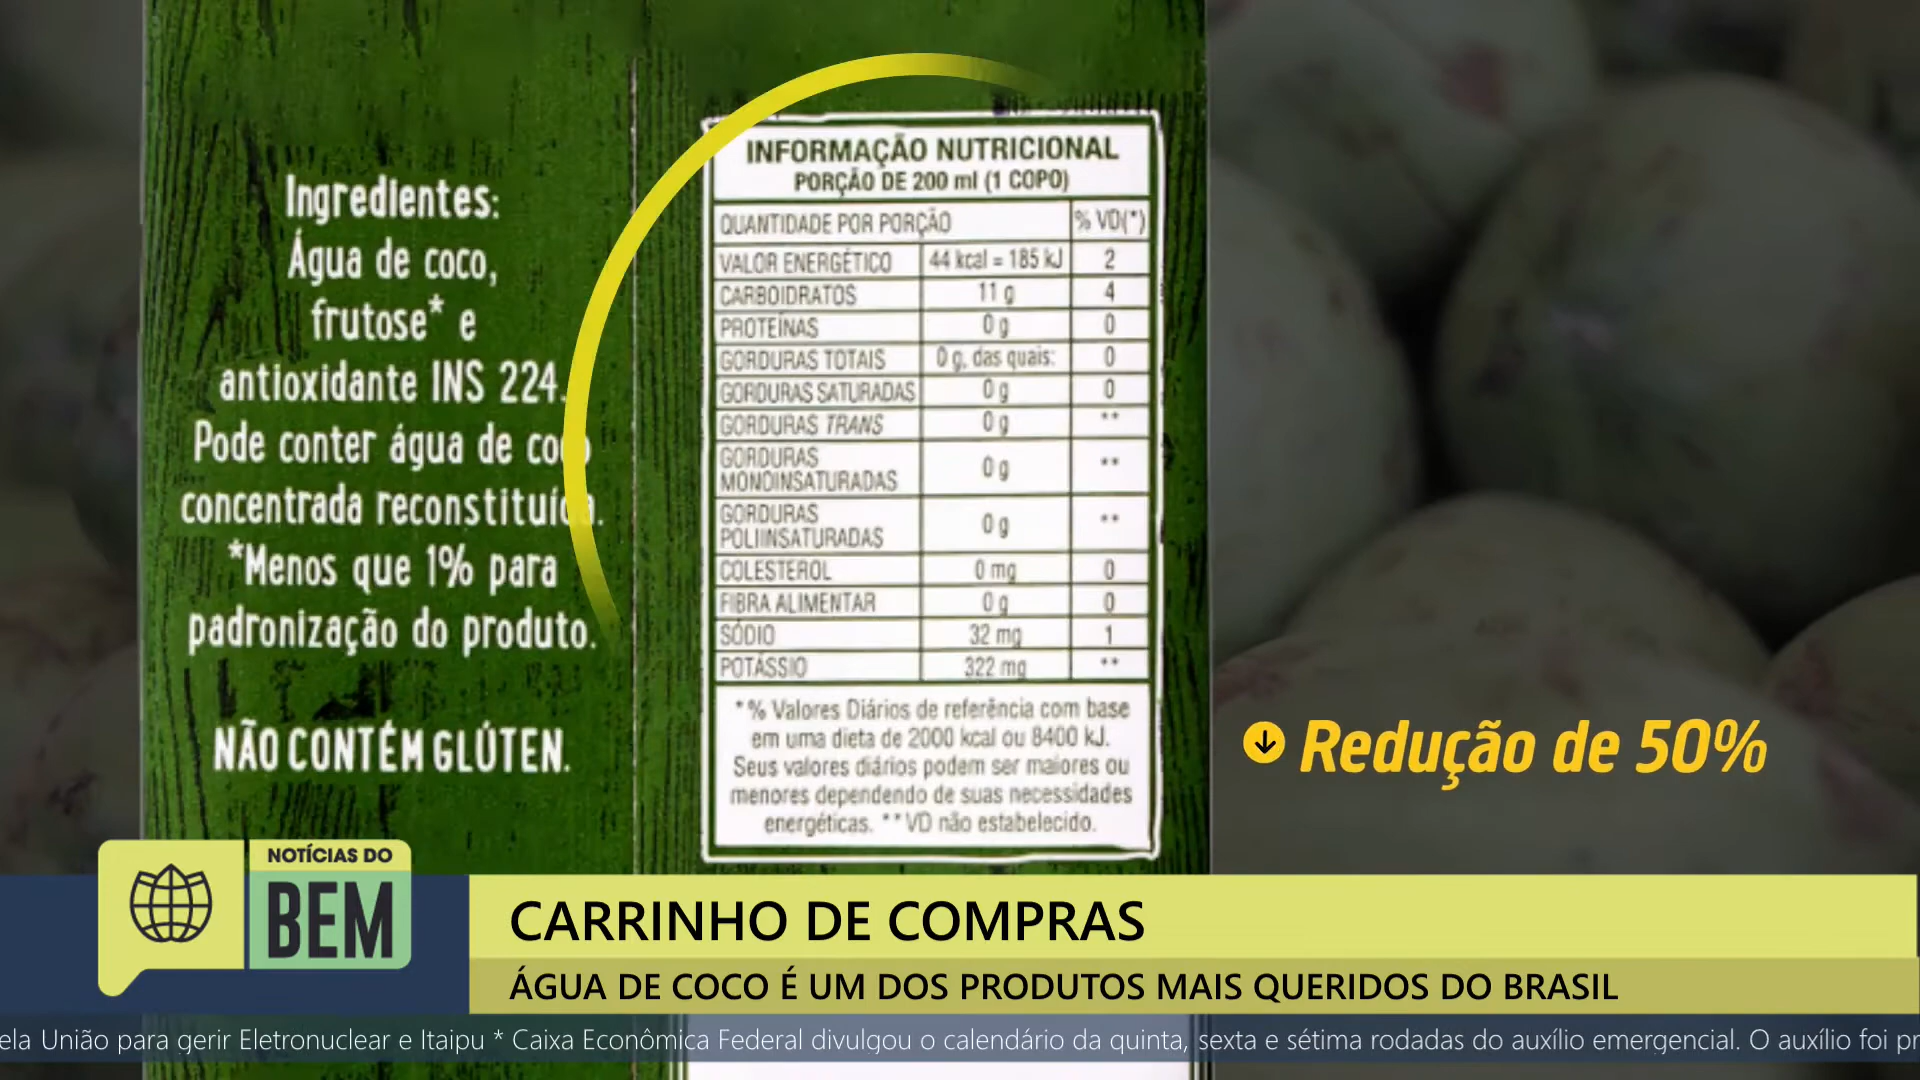 Ingredientes:
Água de coco,
frutose* e
antioxidante INS 224.
Pode conter água de coco
concentrada reconstituída.
*Menos que 1% para
padronização do produto.
NÃO CONTÉM GLÚTEN.
INFORMAÇÃO NUTRICIONAL
PORÇÃO DE 200 ml (1 COPO)
QUANTIDADE POR PORÇÃO % VD(*)
VALOR ENERGÉTICO 44 kcal = 185 kJ 2
CARBOIDRATOS 11 g 4
PROTEÍNAS 0 g 0
GORDURAS TOTAIS 0 g, das quais: 0
GORDURAS SATURADAS 0 g 0
GORDURAS TRANS 0 g **
GORDURAS
MONOINSATURADAS 0 g **
GORDURAS
POLIINSATURADAS 0 g **
COLESTEROL 0 mg 0
FIBRA ALIMENTAR 0 g 0
SÓDIO 32 mg 1
POTÁSSIO 322 mg **
*% Valores Diários de referência com base
em uma dieta de 2000 kcal ou 8400 kJ.
Seus valores diários podem ser maiores ou
menores dependendo de suas necessidades
energéticas. **VD não estabelecido.
Redução de 50%
NOTÍCIAS DO
BEM
CARRINHO DE COMPRAS
ÁGUA DE COCO É UM DOS PRODUTOS MAIS QUERIDOS DO BRASIL
ela União para gerir Eletronuclear e Itaipu * Caixa Econômica Federal divulgou o calendário da quinta, sexta e sétima rodadas do auxílio emergencial. O auxílio foi pr